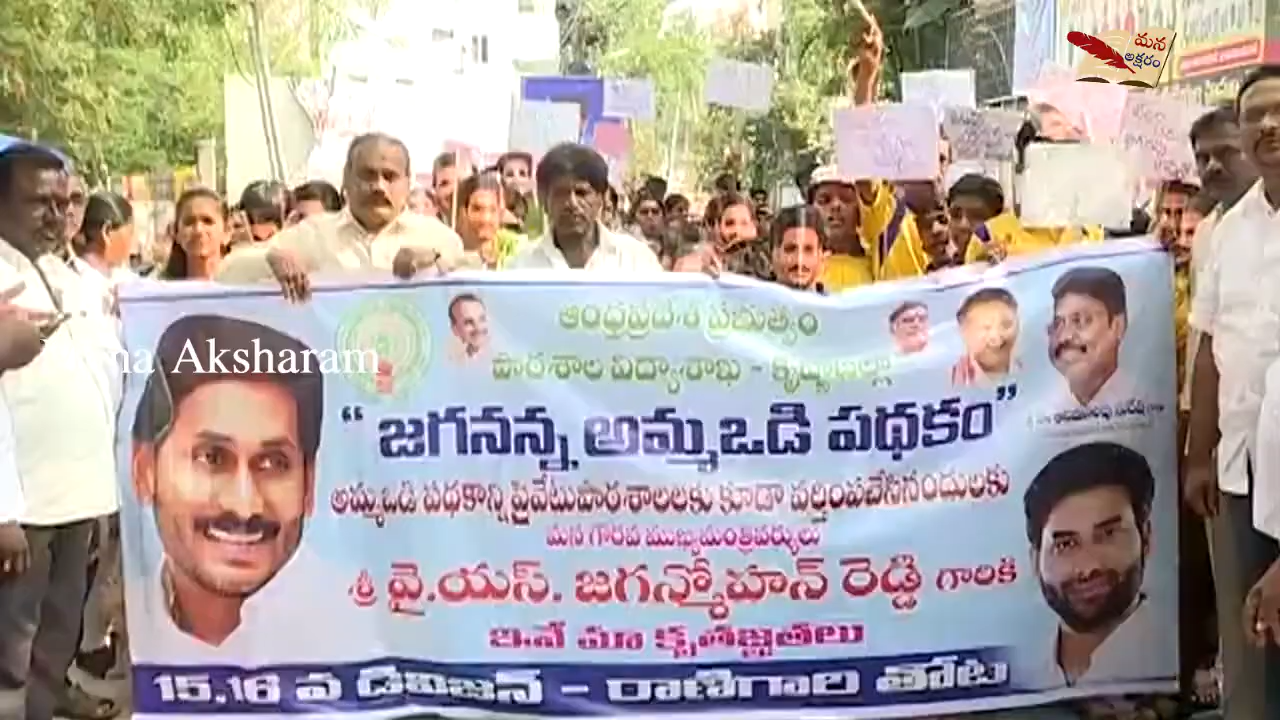 మన
అక్షరం
Mana Aksharam
ఆంధ్రప్రదేశ్ ప్రభుత్వం
పాఠశాల విద్యాశాఖ - కృష్ణాజిల్లా
"జగనన్న అమ్మఒడి పథకం"
అమ్మఒడి పథకాన్ని ప్రైవేటుపాఠశాలలకు కూడా వర్తింపచేసినందులకు
మన గౌరవ ముఖ్యమంత్రివర్యులు
శ్రీ వై.యస్. జగన్మోహన్ రెడ్డి గారికి
ఇవే మా కృతజ్ఞతలు
15,16 వ డివిజన్ - రాణిగారి తోట